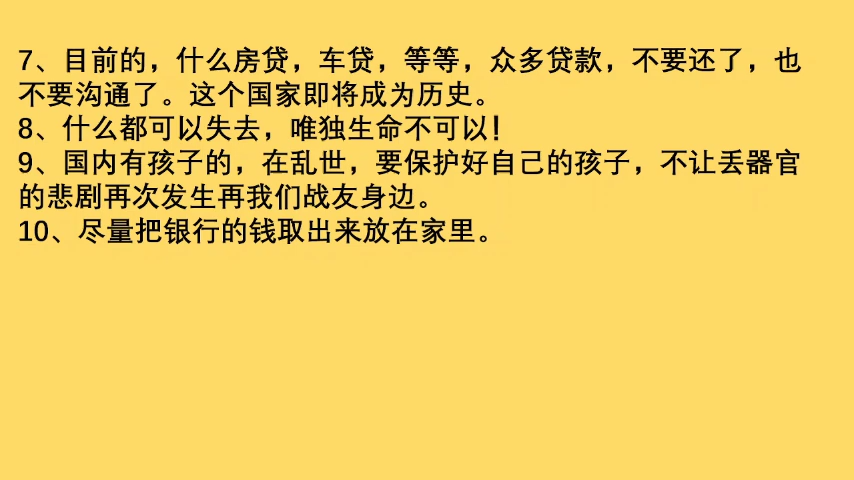 7、目前的，什么房贷，车贷，等等，众多贷款，不要还了，也
不要沟通了。这个国家即将成为历史。
8、什么都可以失去，唯独生命不可以！
9、国内有孩子的，在乱世，要保护好自己的孩子，不让丢器官
的悲剧再次发生再我们战友身边。
10、尽量把银行的钱取出来放在家里。